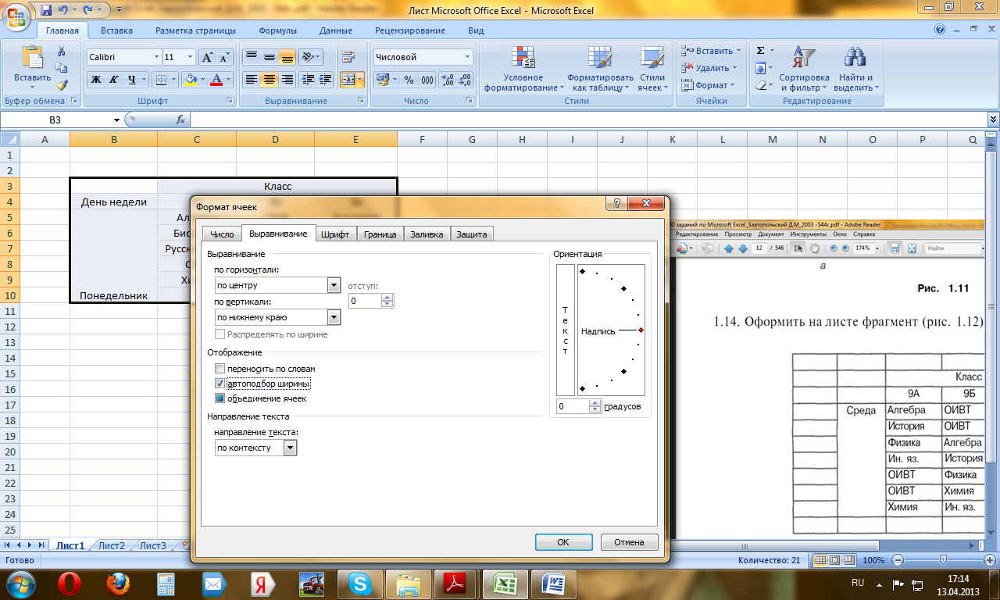 Лист Microsoft Office Excel - Microsoft Excel
Главная Вставка Разметка страницы Формулы Данные Рецензирование Вид
Вставить
Буфер обмена
Calibri 11
Ж К Ч
Шрифт
Выравнивание
Числовой
% 000
Число
Условное форматирование
Форматировать как таблицу
Стили ячеек
Стили
Вставить
Удалить
Формат
Ячейки
Σ
Сортировка и фильтр
Найти и выделить
Редактирование
B3 fx
A B C D E F G H I J K L M N O P Q
1
2
3 Класс
4 День недели
5
6
7
8
9
10 Понедельник
11
12
13
14
15
16
17
18
19
20
21
22
23
24
25
Формат ячеек
Число Выравнивание Шрифт Граница Заливка Защита
Выравнивание
по горизонтали:
по центру
отступ:
0
по вертикали:
по нижнему краю
Распределять по ширине
Отображение
переносить по словам
автоподбор ширины
объединение ячеек
Направление текста
направление текста:
по контексту
Ориентация
Текст
Надпись
0 градусов
ОК Отмена
00 заданий по Microsoft Excel_Златопольский Д.М_2003 -544c.pdf - Adobe Reader
Редактирование Просмотр Документ Инструменты Окно Справка
12 / 546 174% Найти
а
Рис. 1.11
1.14. Оформить на листе фрагмент (рис. 1.12)
Класс
9А 9Б
Среда Алгебра ОИВТ
История ОИВТ
Физика Алгебра
Ин. яз. История
ОИВТ Физика
ОИВТ Химия
Химия Ин. яз.
Лист1 Лист2 Лист3
Готово Количество: 21 100%
RU 17:14
13.04.2013